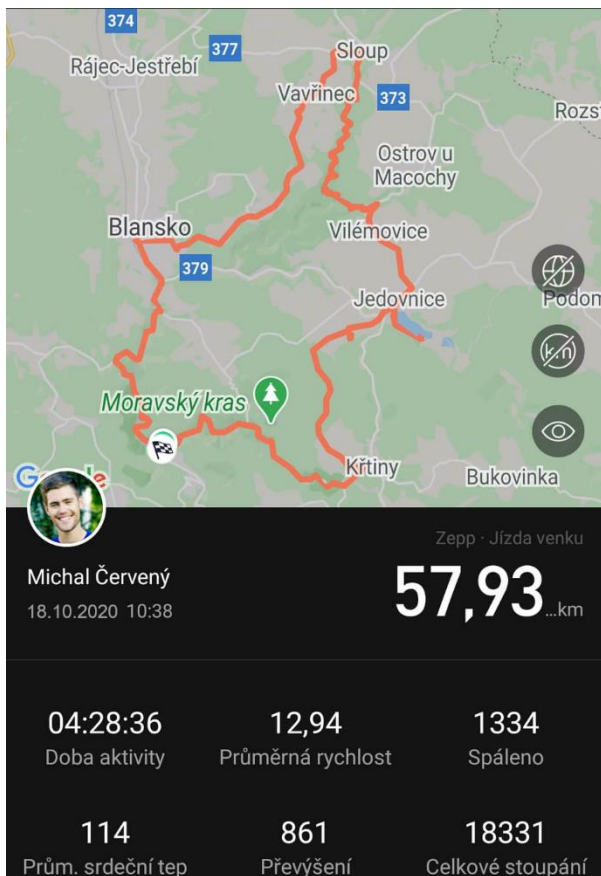 374
377
Sloup
Rájec-Jestřebí
Vavřinec
373
Rozs
Ostrov u
Macochy
Blansko
Vilémovice
379
Jedovnice
Podom
Moravský kras
Křtiny
Bukovinka
Zepp · Jízda venku
Michal Červený
57,93...km
18.10.2020 10:38
04:28:36 12,94 1334
Doba aktivity Průměrná rychlost Spáleno
114 861 18331
Prům. srdeční tep Převýšení Celkové stoupání